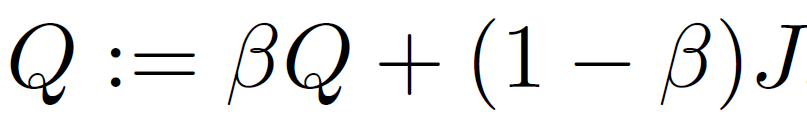 Q := βQ + (1 − β)J